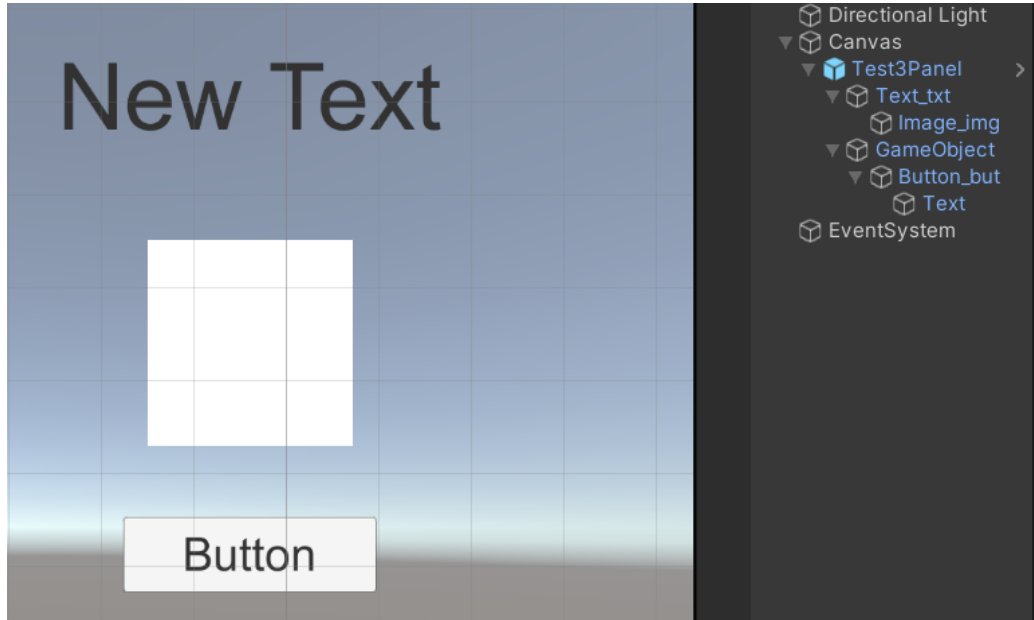 New Text
Button
Directional Light
Canvas
Test3Panel
Text_txt
Image_img
GameObject
Button_but
Text
EventSystem